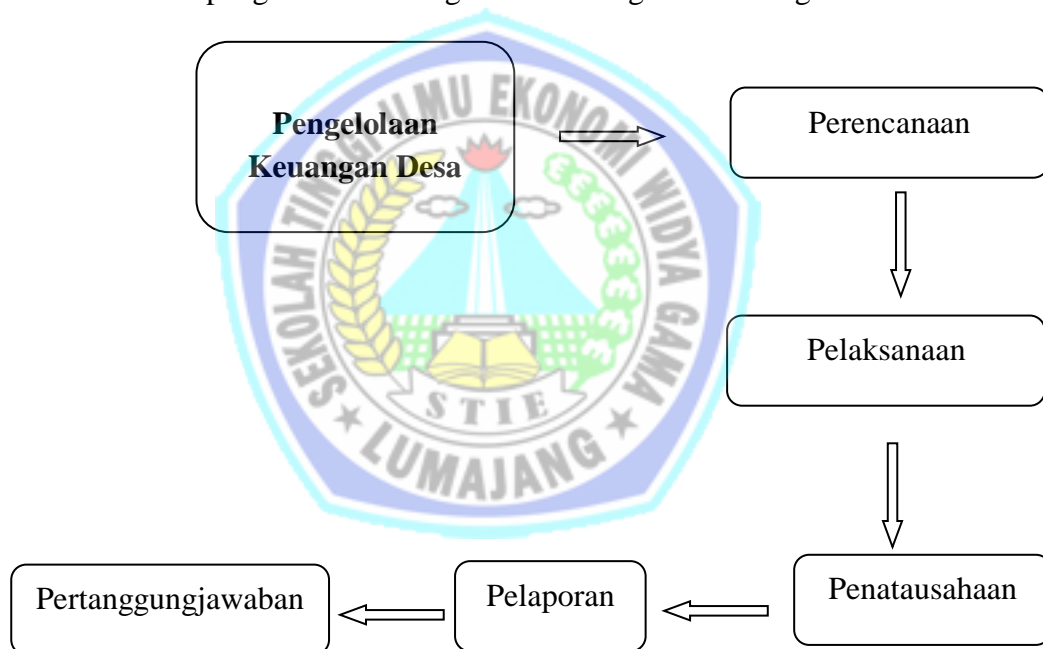 Pengelolaan
Keuangan Desa
Perencanaan
Pelaksanaan
Penatausahaan
Pelaporan
Pertanggungjawaban
SEKOLAH TINGGI ILMU EKONOMI WIDYA GAMA
STIE
LUMAJANG